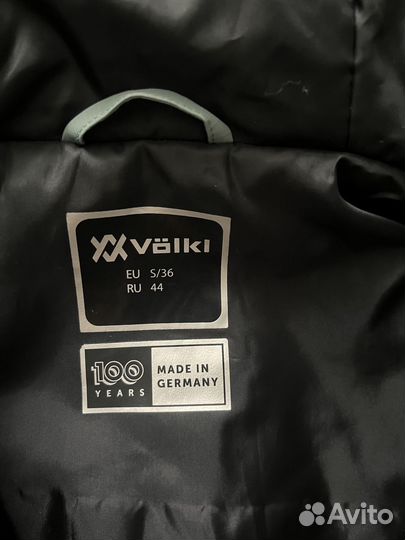 Völkl
EU S/36
RU 44
100
YEARS
MADE IN
GERMANY
Avito